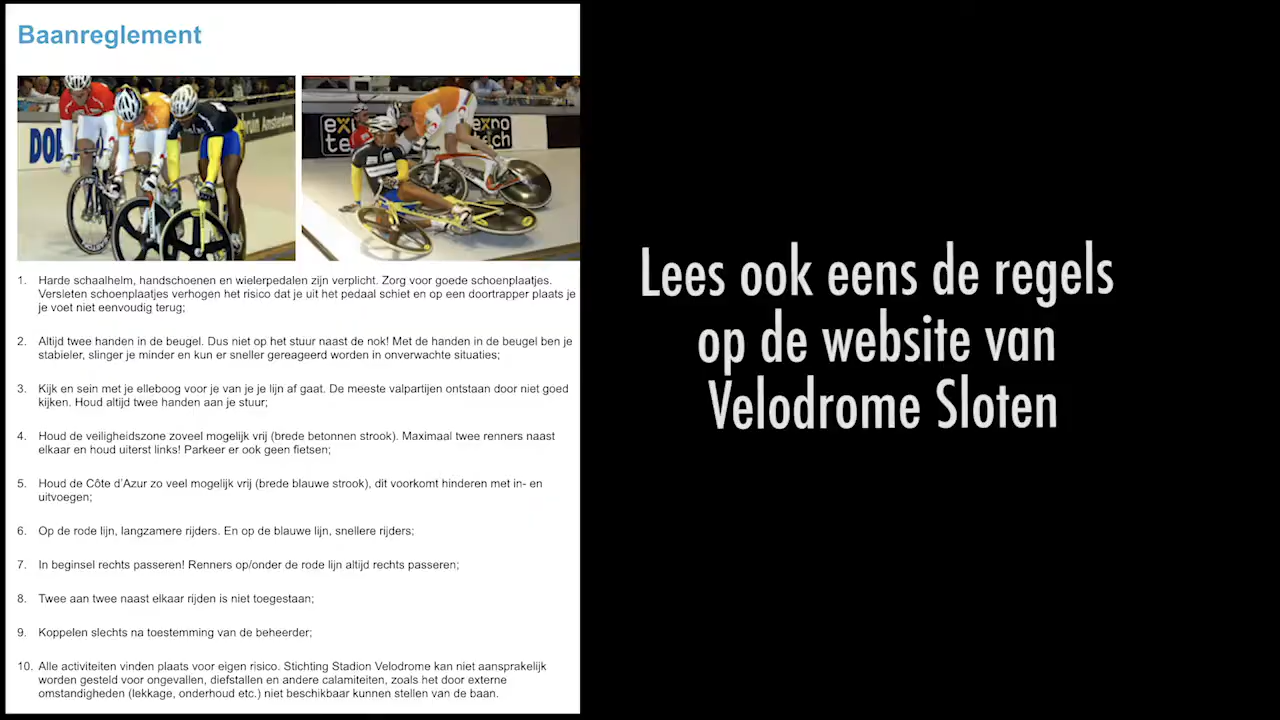 Baanreglement
1. Harde schaalhelm, handschoenen en wielerpedalen zijn verplicht. Zorg voor goede schoenplaatjes.
Versleten schoenplaatjes verhogen het risico dat je uit het pedaal schiet en op een doortrapper plaats je
je voet niet eenvoudig terug;
2. Altijd twee handen in de beugel. Dus niet op het stuur naast de nok! Met de handen in de beugel ben je
stabieler, slinger je minder en kun er sneller gereageerd worden in onverwachte situaties;
3. Kijk en sein met je elleboog voor je van je je lijn af gaat. De meeste valpartijen ontstaan door niet goed
kijken. Houd altijd twee handen aan je stuur;
4. Houd de veiligheidszone zoveel mogelijk vrij (brede betonnen strook). Maximaal twee renners naast
elkaar en houd uiterst links! Parkeer er ook geen fietsen;
5. Houd de Côte d’Azur zo veel mogelijk vrij (brede blauwe strook), dit voorkomt hinderen met in- en
uitvoegen;
6. Op de rode lijn, langzamere rijders. En op de blauwe lijn, snellere rijders;
7. In beginsel rechts passeren! Renners op/onder de rode lijn altijd rechts passeren;
8. Twee aan twee naast elkaar rijden is niet toegestaan;
9. Koppelen slechts na toestemming van de beheerder;
10. Alle activiteiten vinden plaats voor eigen risico. Stichting Stadion Velodrome kan niet aansprakelijk
worden gesteld voor ongevallen, diefstallen en andere calamiteiten, zoals het door externe
omstandigheden (lekkage, onderhoud etc.) niet beschikbaar kunnen stellen van de baan.
Lees ook eens de regels
op de website van
Velodrome Sloten